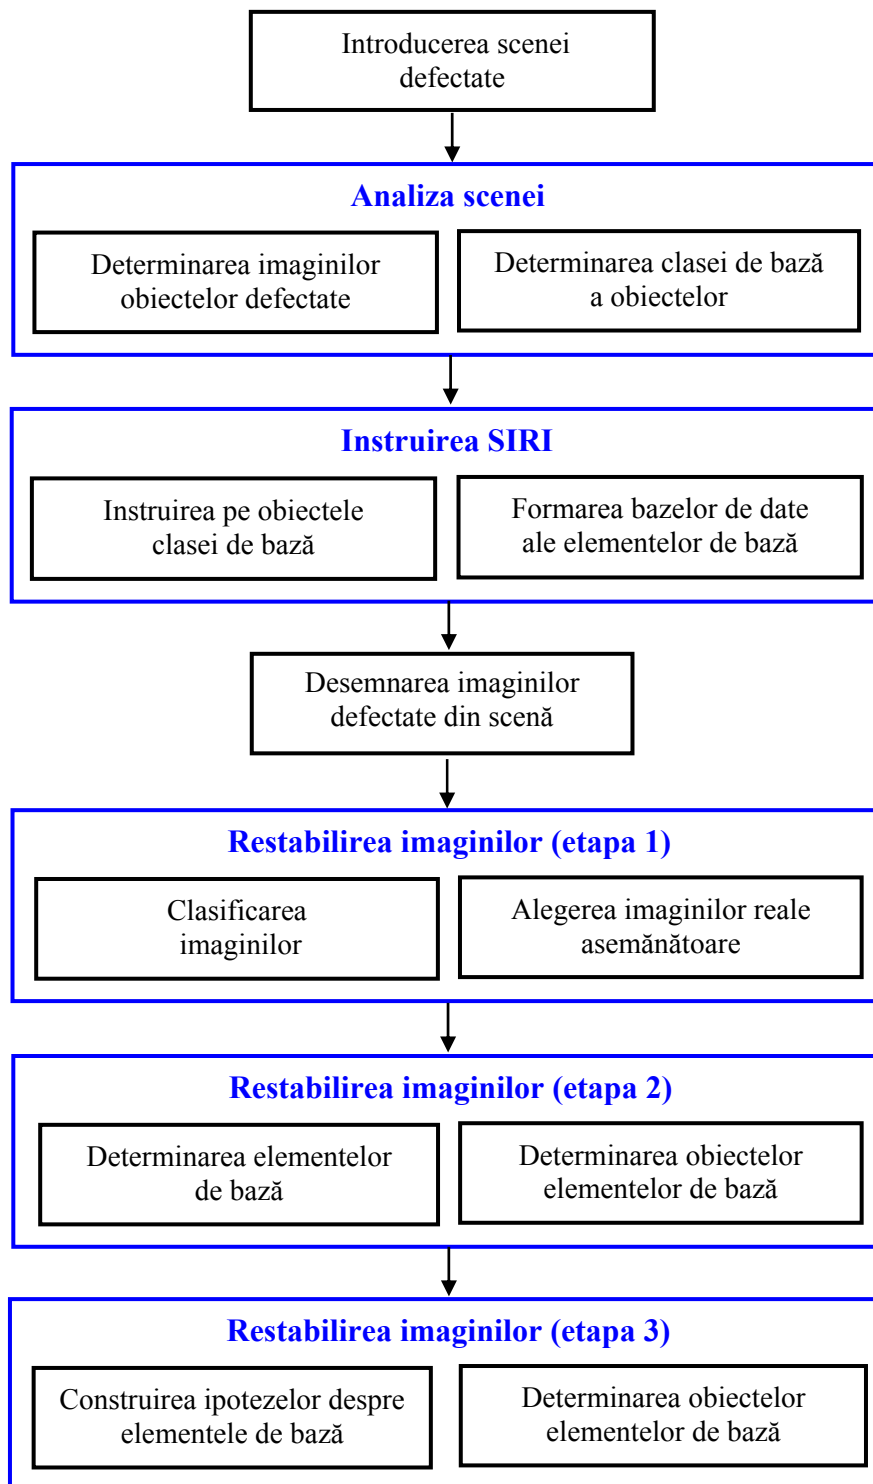 Introducerea scenei
defectate
Analiza scenei
Determinarea imaginilor
obiectelor defectate
Determinarea clasei de bază
a obiectelor
Instruirea SIRI
Instruirea pe obiectele
clasei de bază
Formarea bazelor de date
ale elementelor de bază
Desemnarea imaginilor
defectate din scenă
Restabilirea imaginilor (etapa 1)
Clasificarea
imaginilor
Alegerea imaginilor reale
asemănătoare
Restabilirea imaginilor (etapa 2)
Determinarea elementelor
de bază
Determinarea obiectelor
elementelor de bază
Restabilirea imaginilor (etapa 3)
Construirea ipotezelor despre
elementele de bază
Determinarea obiectelor
elementelor de bază